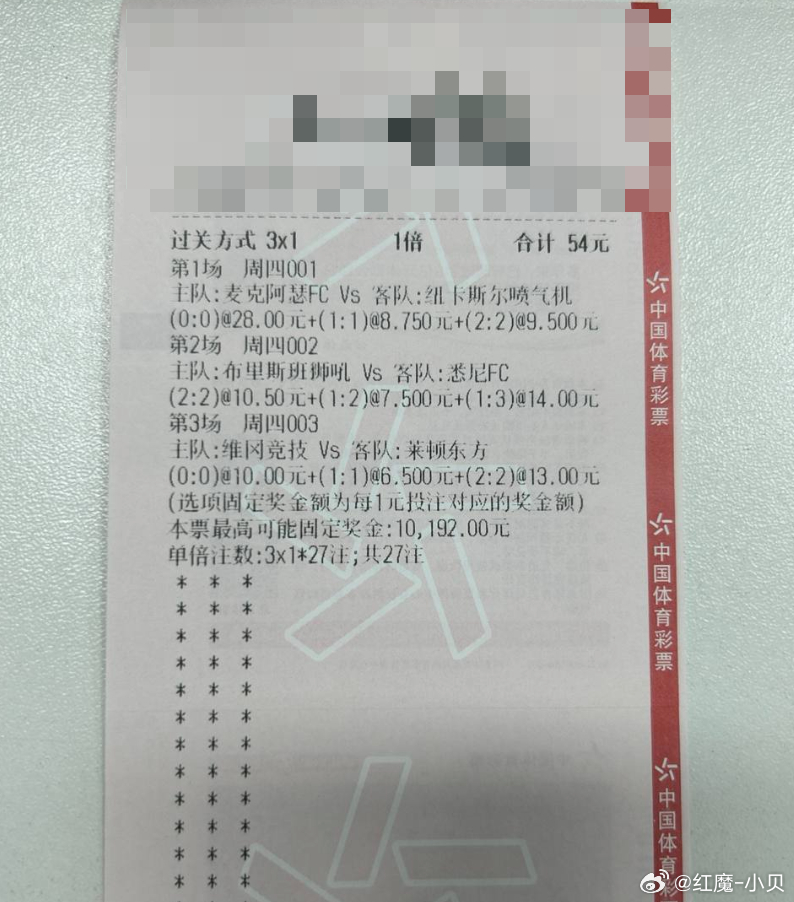 过关方式 3x1 1倍 合计 54元
第1场 周四001
主队:麦克阿瑟FC Vs 客队:纽卡斯尔喷气机
(0:0)@28.00元+(1:1)@8.750元+(2:2)@9.500元
第2场 周四002
主队:布里斯班狮吼 Vs 客队:悉尼FC
(2:2)@10.50元+(1:2)@7.500元+(1:3)@14.00元
第3场 周四003
主队:维冈竞技 Vs 客队:莱顿东方
(0:0)@10.00元+(1:1)@6.500元+(2:2)@13.00元
(选项固定奖金额为每1元投注对应的奖金额)
本票最高可能固定奖金:10,192.00元
单倍注数:3x1*27注;共27注
* * *
* * *
* * *
* * *
* * *
* * *
* * *
* * *
* * *
* * *
* * *
* * *
中国体育彩票
中国体育彩票
中国体育彩
@红魔-小贝